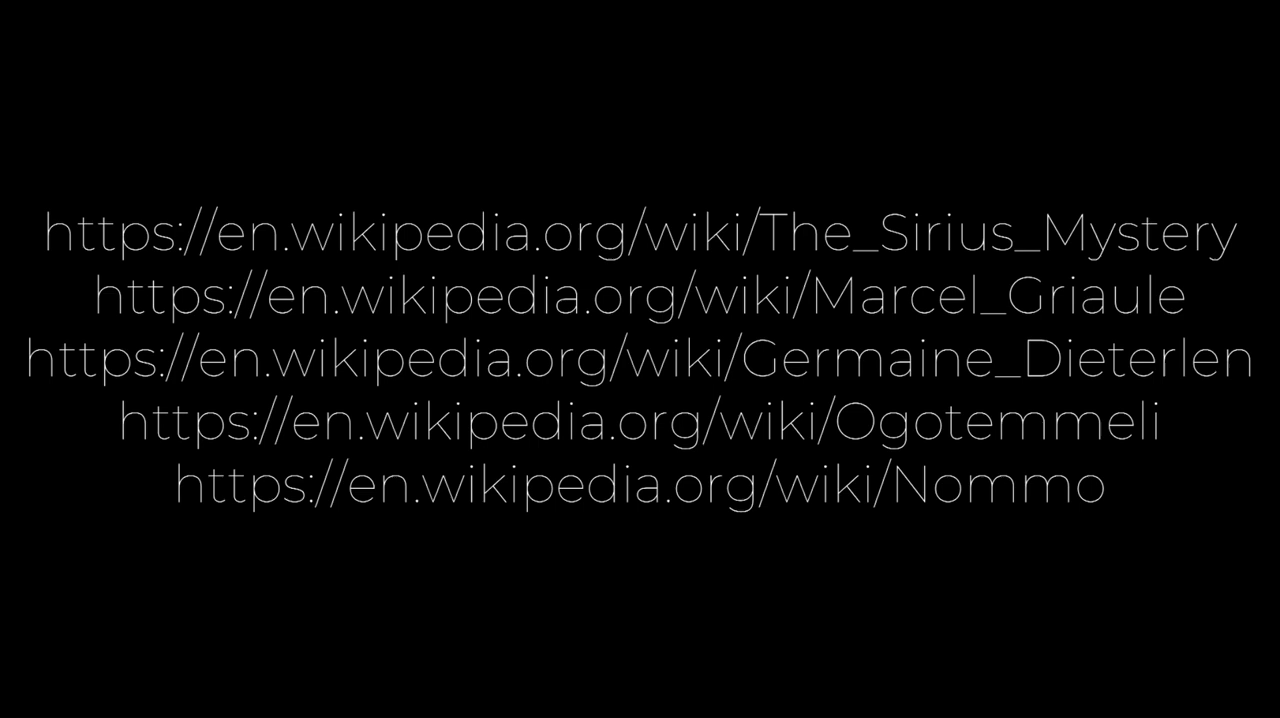 https://en.wikipedia.org/wiki/The_Sirius_Mystery
https://en.wikipedia.org/wiki/Marcel_Griaule
https://en.wikipedia.org/wiki/Germaine_Dieterlen
https://en.wikipedia.org/wiki/Ogotemmeli
https://en.wikipedia.org/wiki/Nommo